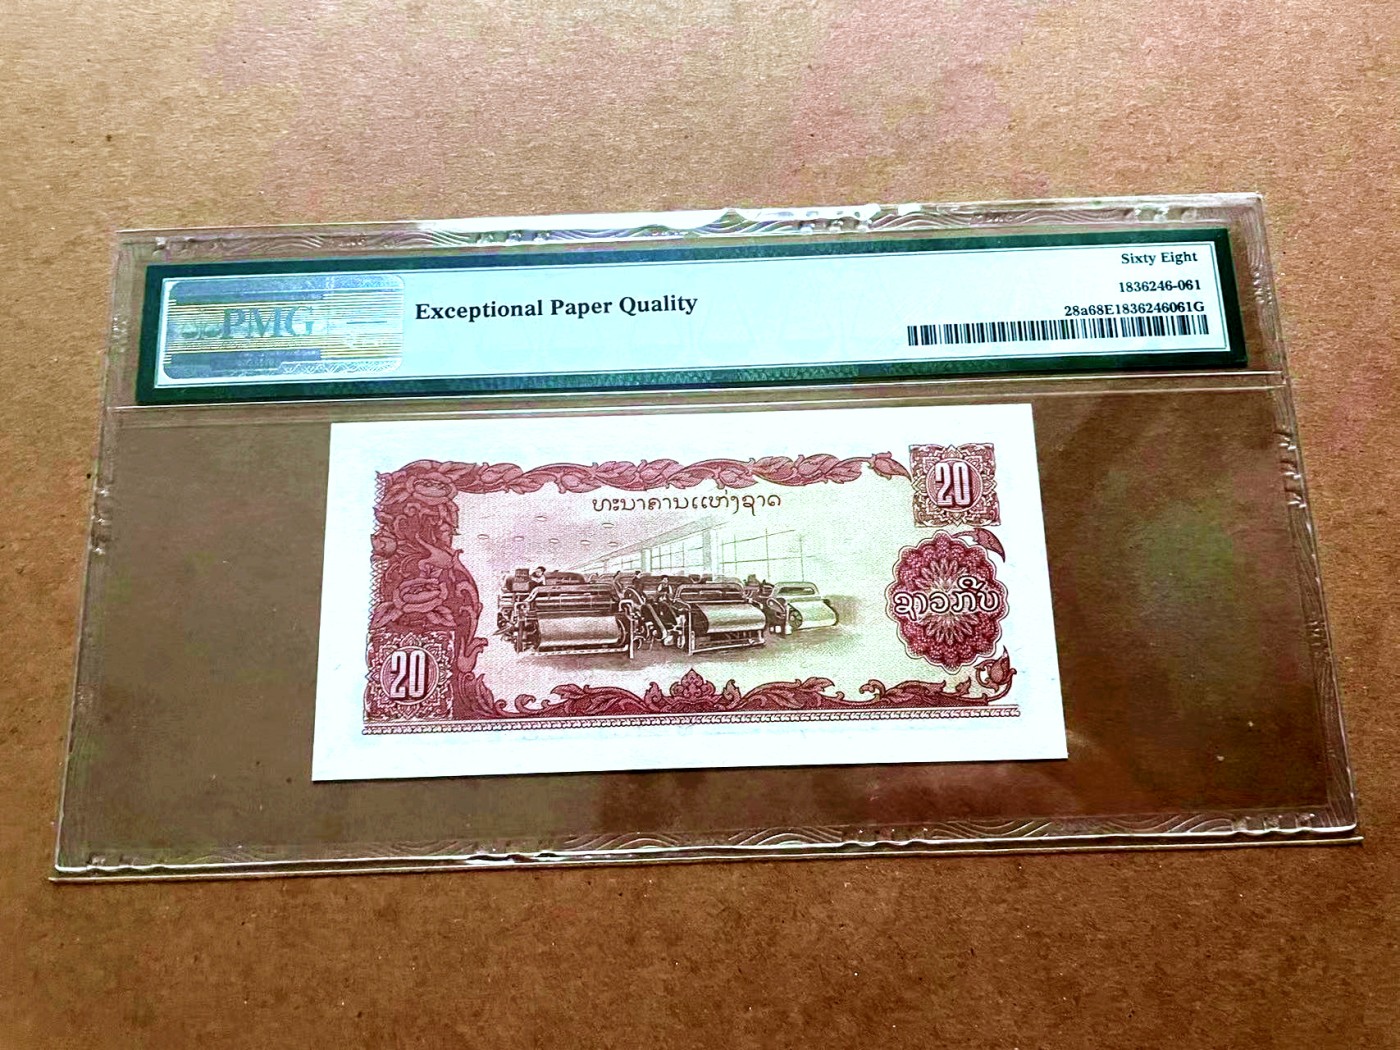 Sixty Eight
PMG
Exceptional Paper Quality
1836246-061
28a68E1836246061G
20
ທະນາຄານແຫ່ງຊາດ
ຊາວກີບ
20